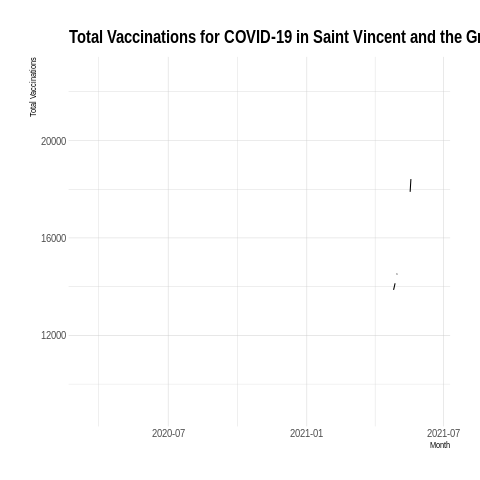 Total Vaccinations for COVID-19 in Saint Vincent and the Gr
Total Vaccinations
20000
16000
12000
2020-07 2021-01 2021-07
Month